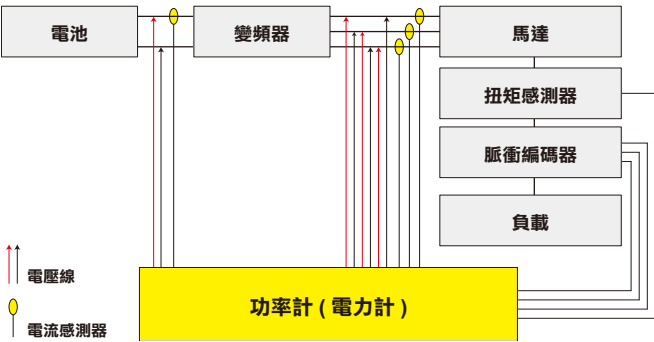 電池
變頻器
馬達
扭矩感測器
脈衝編碼器
負載
電壓線
功率計 ( 電力計 )
電流感測器